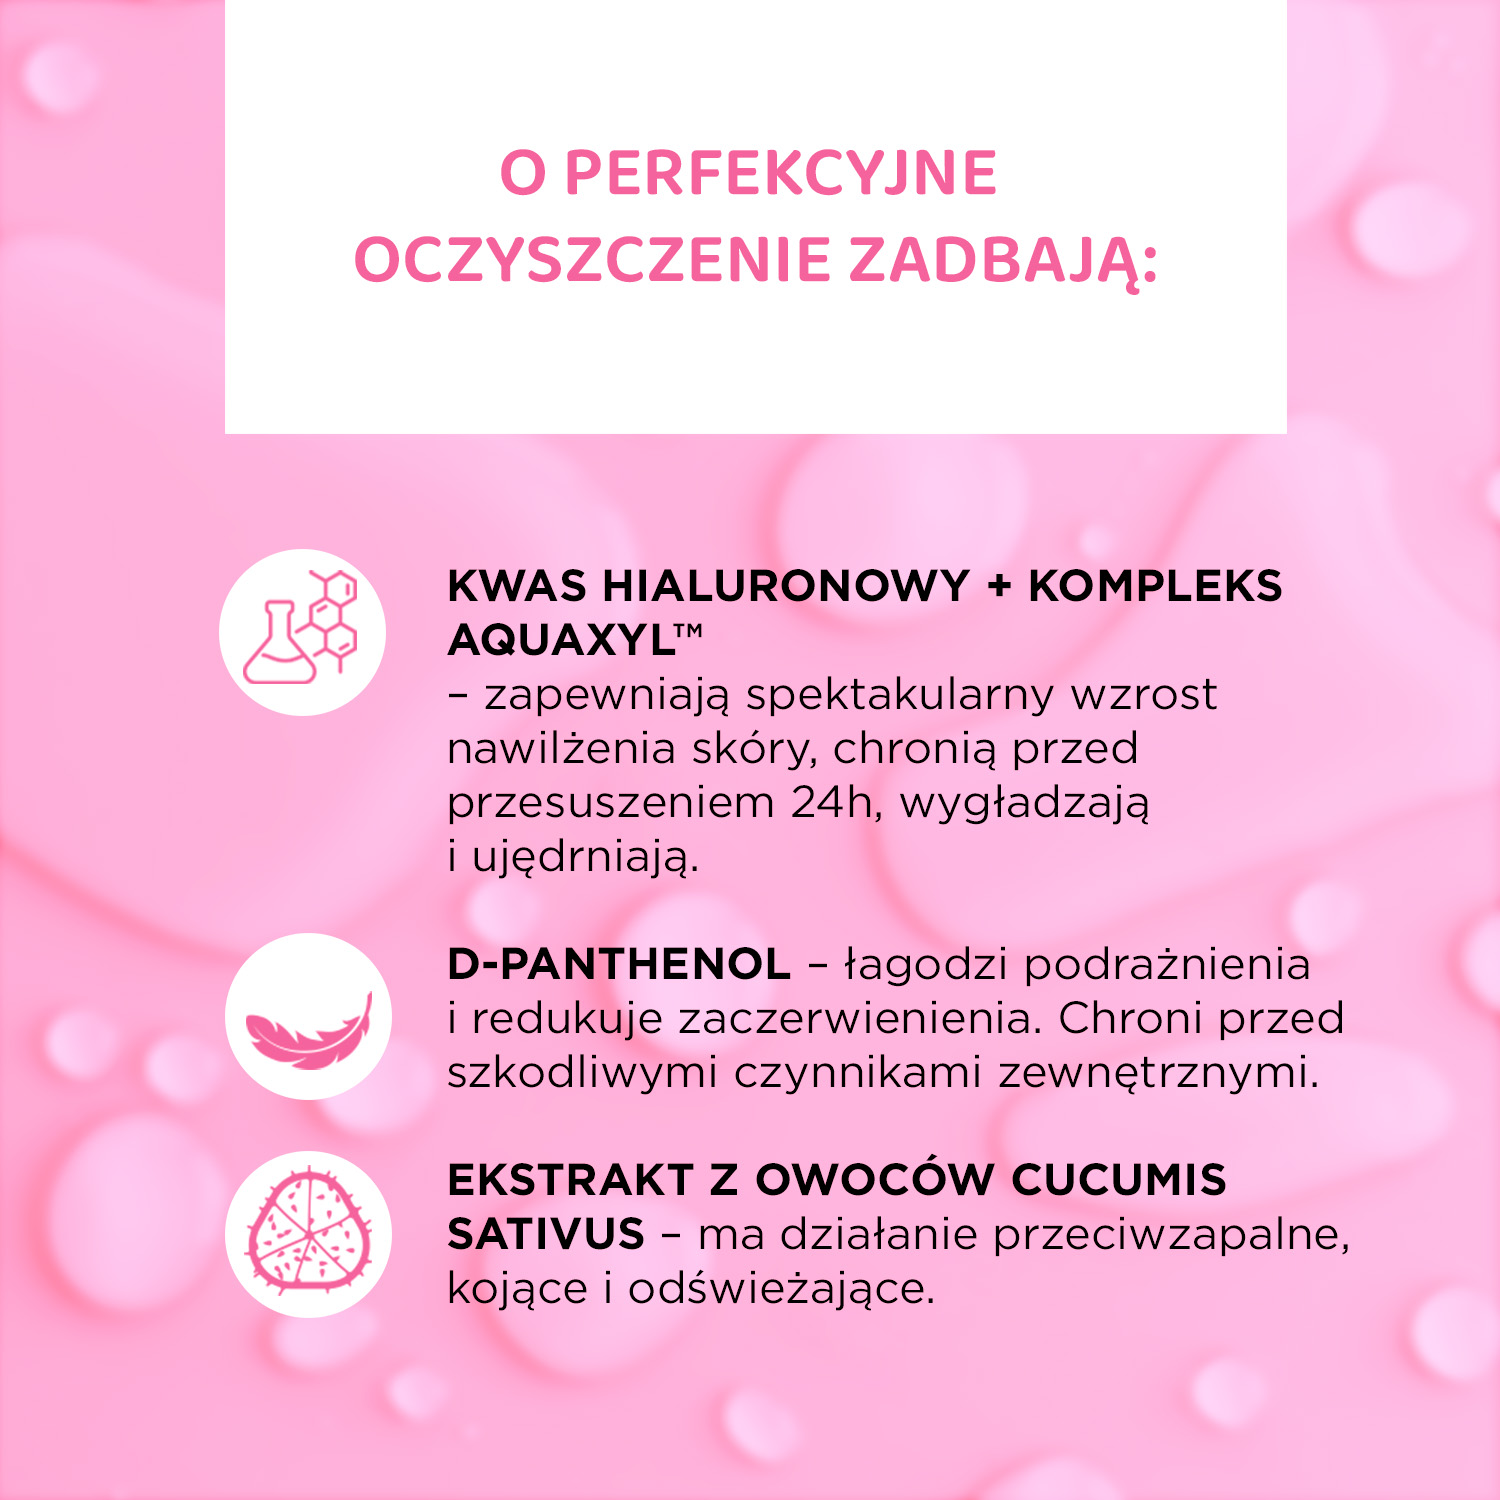 O PERFEKCYJNE
OCZYSZCZENIE ZADBAJĄ:
KWAS HIALURONOWY + KOMPLEKS
AQUAXYL™
– zapewniają spektakularny wzrost
nawilżenia skóry, chronią przed
przesuszeniem 24h, wygładzają
i ujędrniają.
D-PANTHENOL – łagodzi podrażnienia
i redukuje zaczerwienienia. Chroni przed
szkodliwymi czynnikami zewnętrznymi.
EKSTRAKT Z OWOCÓW CUCUMIS
SATIVUS – ma działanie przeciwzapalne,
kojące i odświeżające.